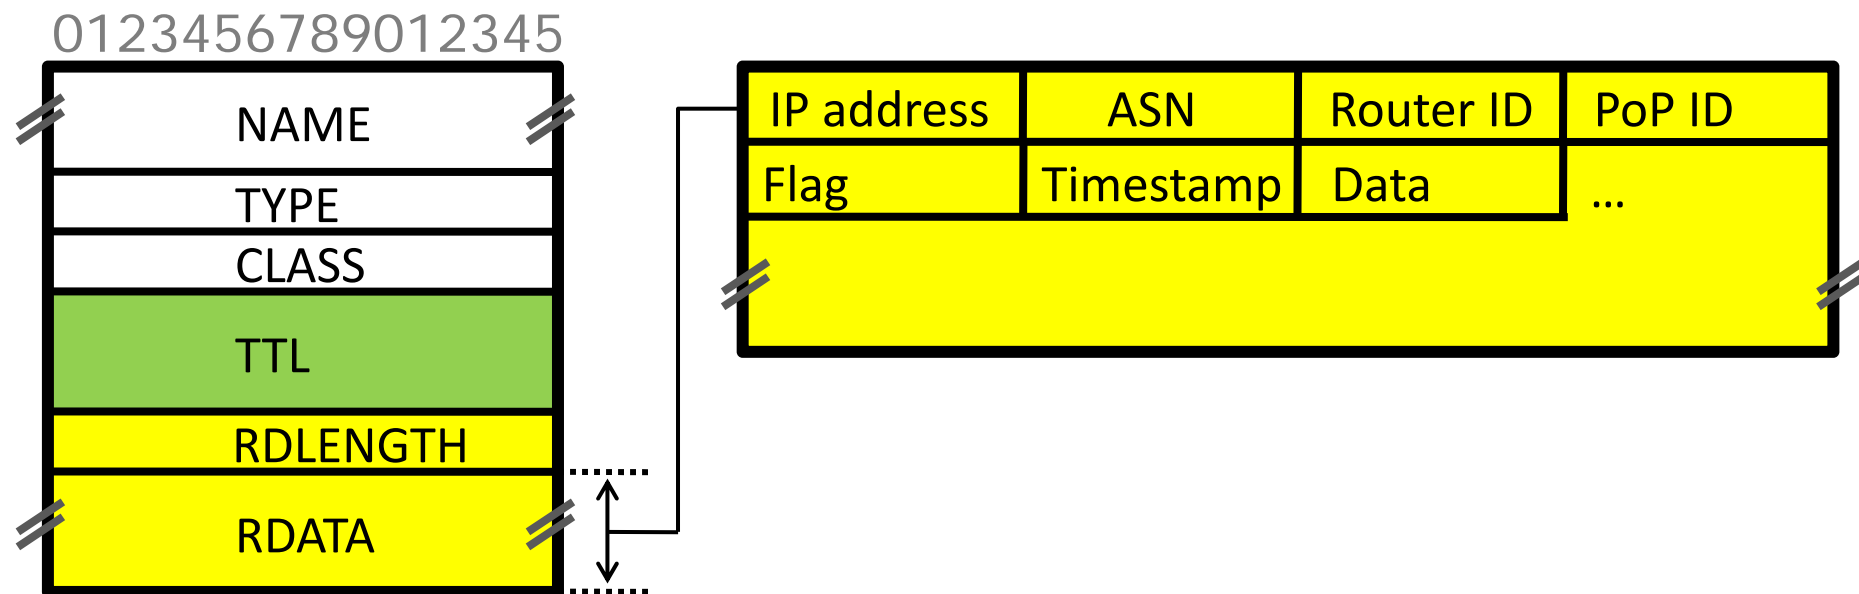 0123456789012345
NAME
TYPE
CLASS
TTL
RDLENGTH
RDATA
IP address ASN Router ID PoP ID
Flag Timestamp Data ...